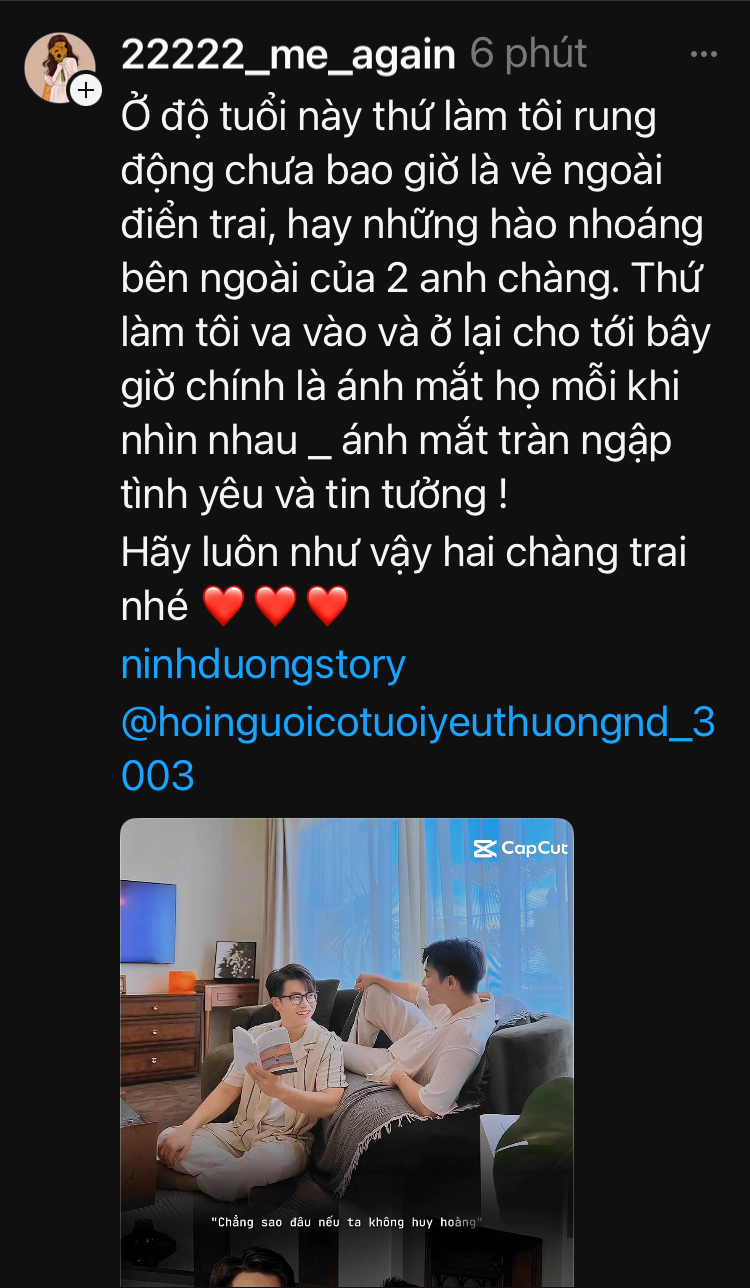 22222_me_again 6 phút
Ở độ tuổi này thứ làm tôi rung
động chưa bao giờ là vẻ ngoài
điển trai, hay những hào nhoáng
bên ngoài của 2 anh chàng. Thứ
làm tôi va vào và ở lại cho tới bây
giờ chính là ánh mắt họ mỗi khi
nhìn nhau _ ánh mắt tràn ngập
tình yêu và tin tưởng !
Hãy luôn như vậy hai chàng trai
nhé ❤️❤️❤️
ninhduongstory
@hoinguoicotuoiyeuthuongnd_3
003
CapCut
"Chẳng sao đâu nếu ta không huy hoàng"